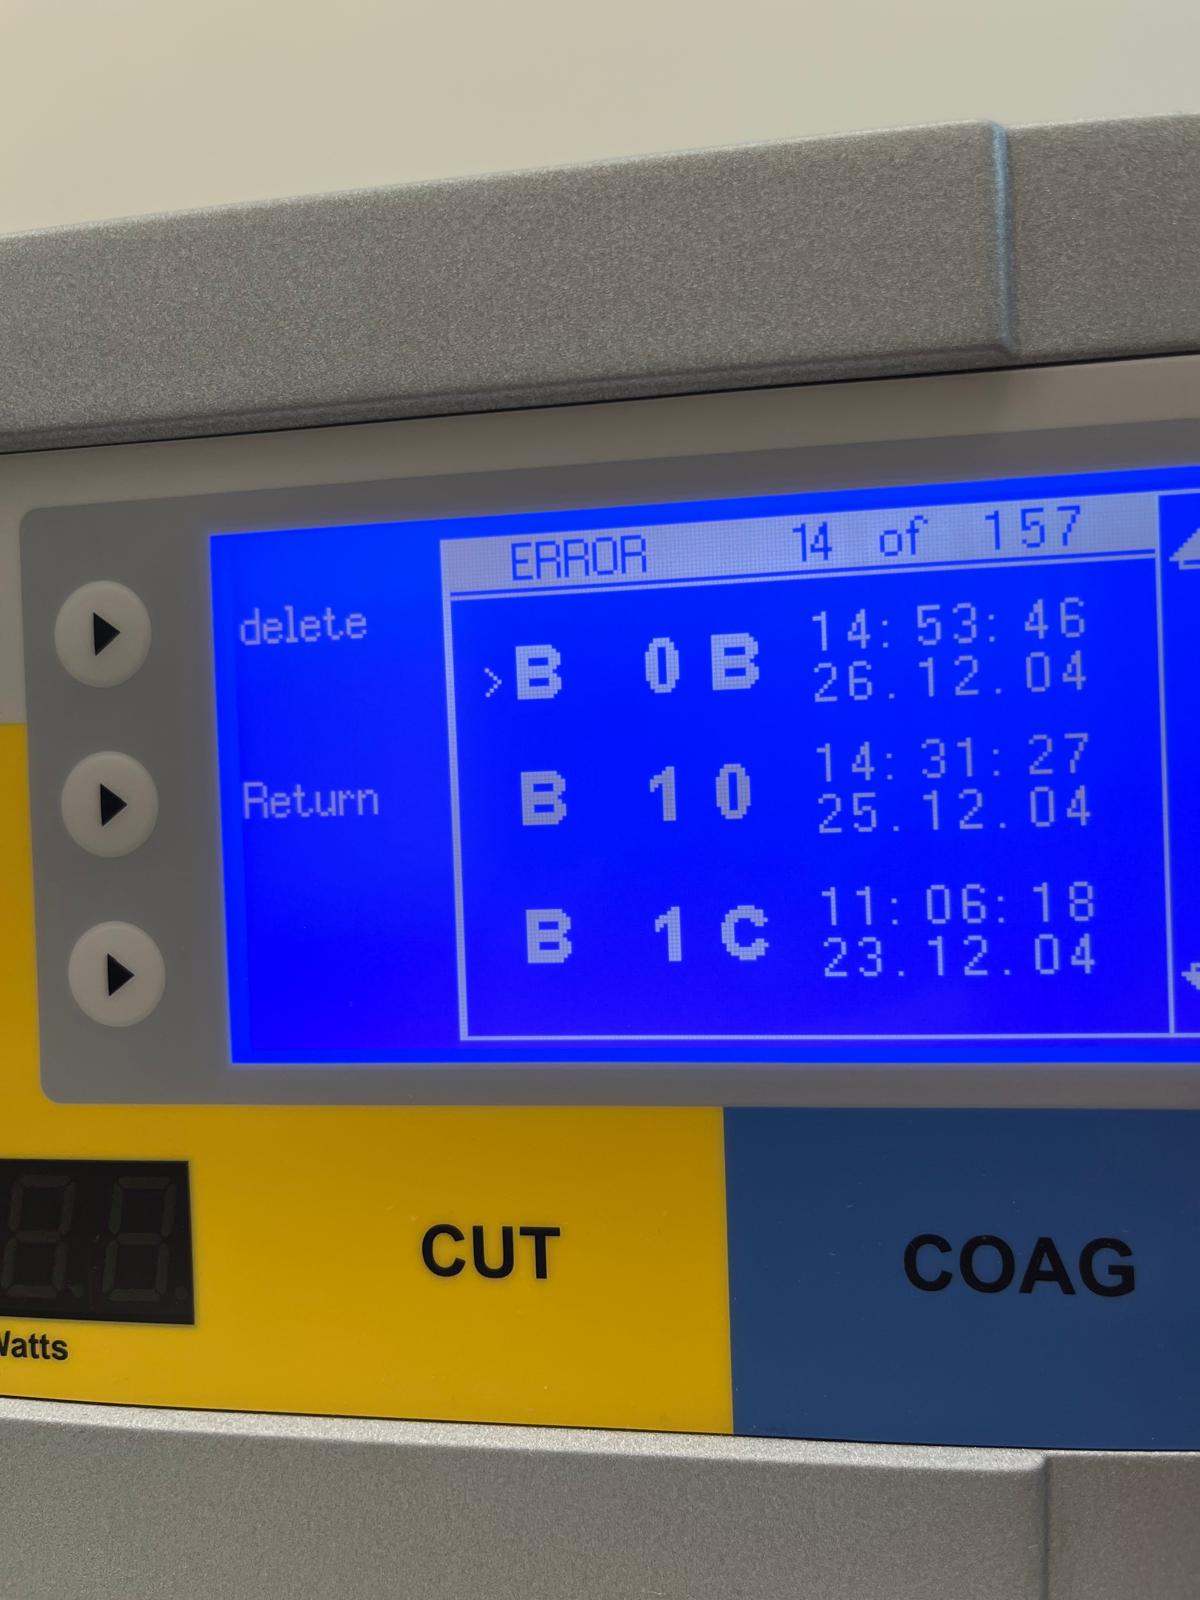 ERROR 14 of 157
delete
>B 0B 14:53:46
26.12.04
B 10 14:31:27
25.12.04
Return
B 1C 11:06:18
23.12.04
CUT
COAG